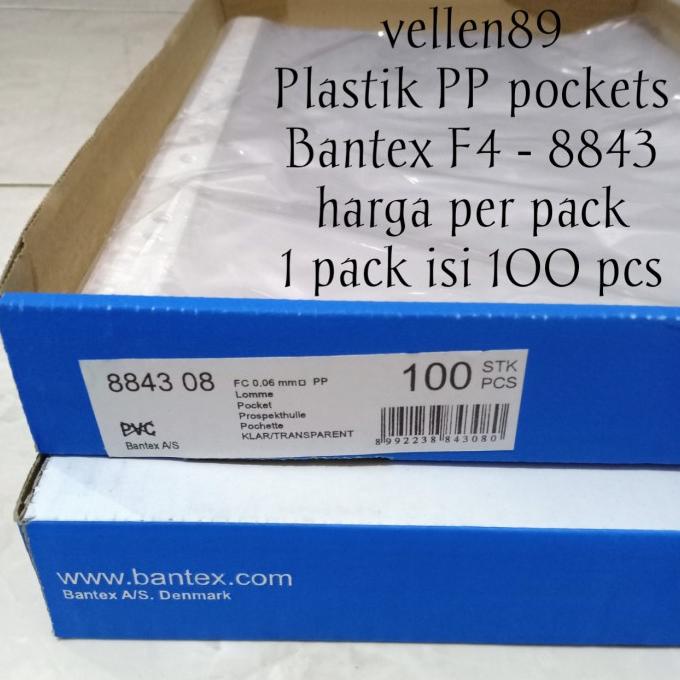 vellen89
Plastik PP pockets
Bantex F4 - 8843
harga per pack
1 pack isi 100 pcs
8843 08
FC 0,06 mm□ PP
Lomme
Pocket
Prospekthulle
Pochette
KLAR/TRANSPARENT
100 STK
PCS
PVC
Bantex A/S
8 992238 843080
www.bantex.com
Bantex A/S. Denmark